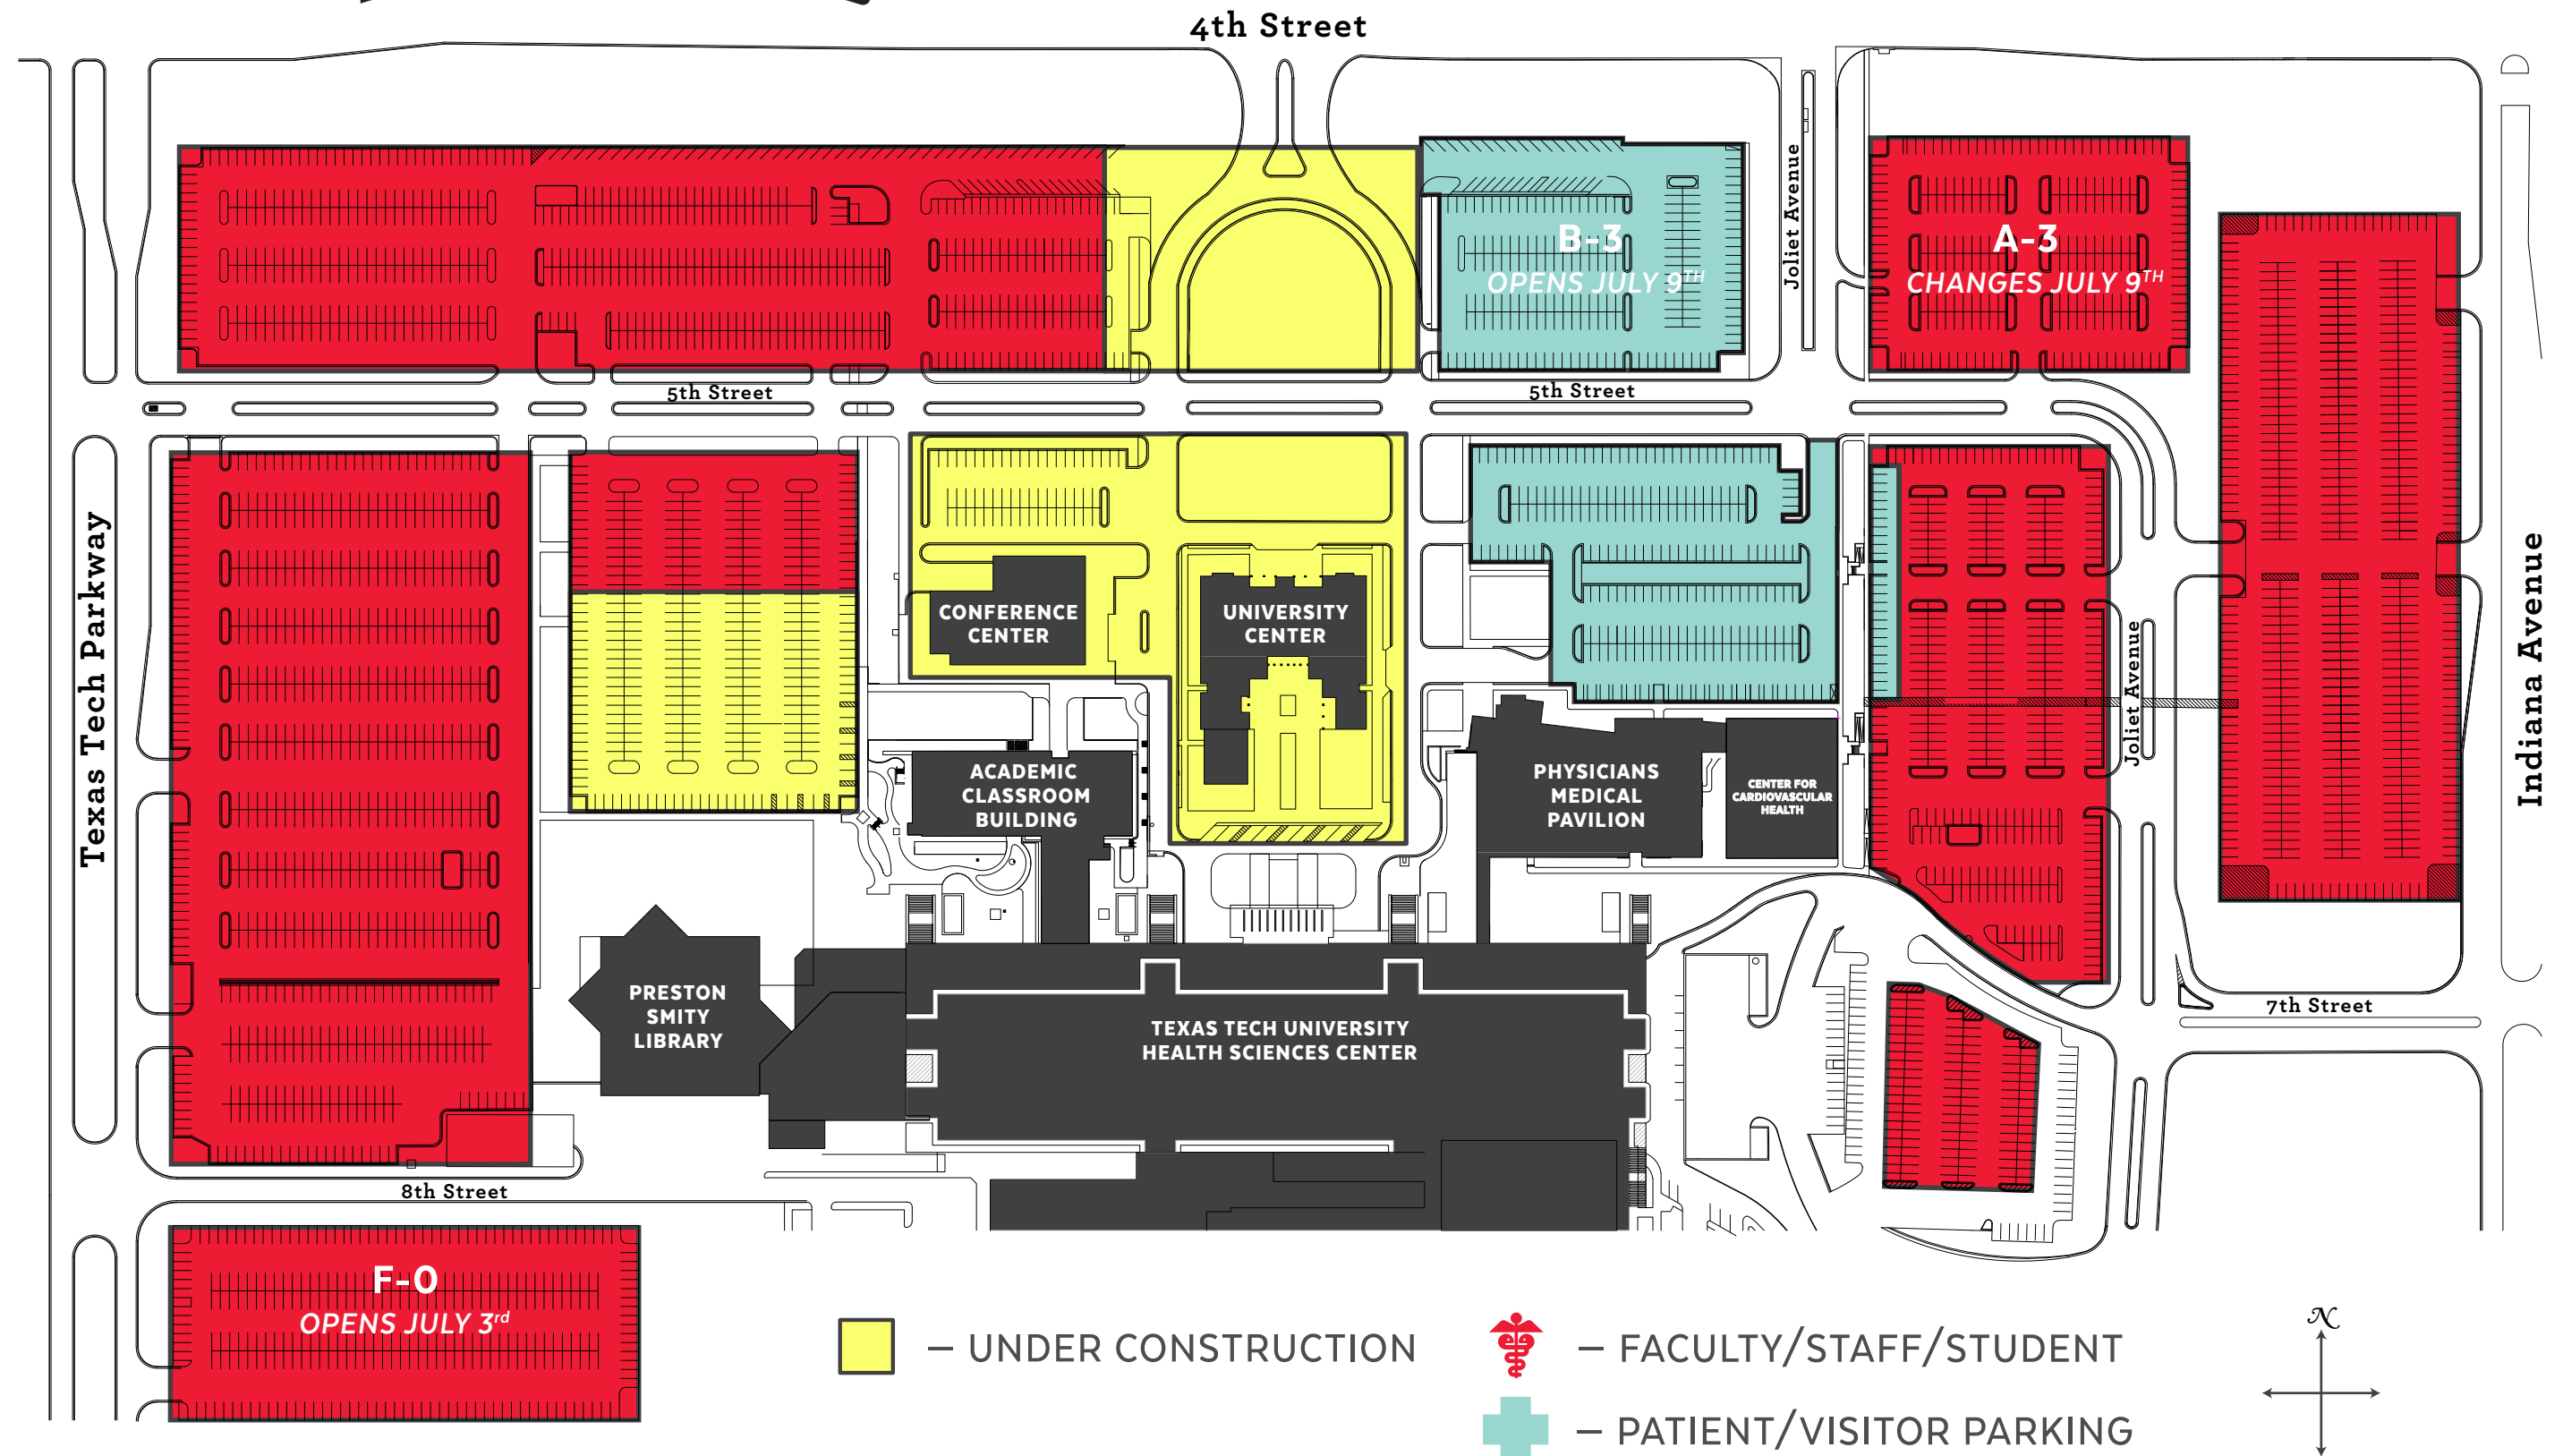 4th Street
Joliet Avenue
B-3
OPENS JULY 9TH
A-3
CHANGES JULY 9TH
5th Street
5th Street
Texas Tech Parkway
Indiana Avenue
CONFERENCE
CENTER
UNIVERSITY
CENTER
Joliet Avenue
ACADEMIC
CLASSROOM
BUILDING
PHYSICIANS
MEDICAL
PAVILION
CENTER FOR
CARDIOVASCULAR
HEALTH
PRESTON
SMITY
LIBRARY
TEXAS TECH UNIVERSITY
HEALTH SCIENCES CENTER
7th Street
8th Street
F-0
OPENS JULY 3rd
– UNDER CONSTRUCTION
– FACULTY/STAFF/STUDENT
– PATIENT/VISITOR PARKING
N